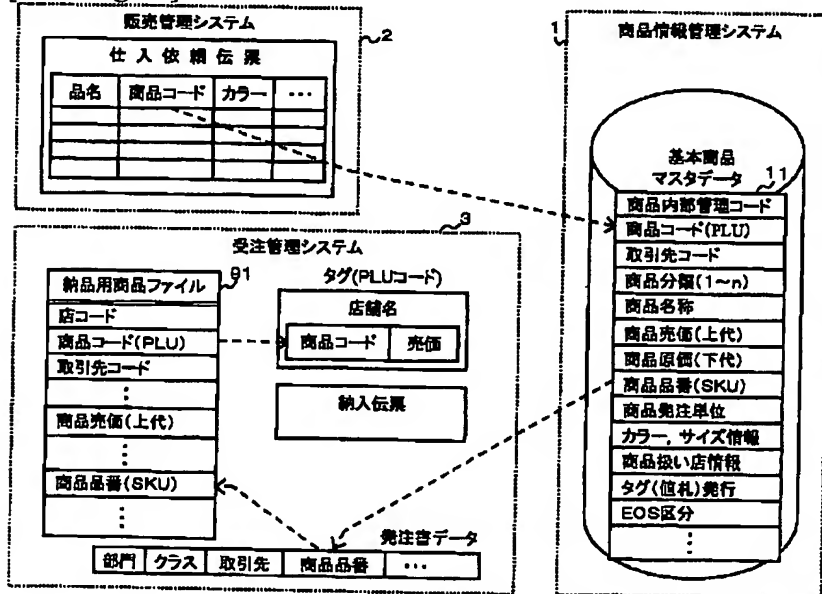 販売管理システム
2
仕入依頼伝票
品名 商品コード カラー ・・・
1
商品情報管理システム
基本商品
マスタデータ
11
商品内部管理コード
商品コード(PLU)
取引先コード
商品分類(1~n)
商品名称
商品売価(上代)
商品原価(下代)
商品品番(SKU)
商品発注単位
カラー, サイズ情報
商品扱い店情報
タグ(値札)発行
EOS区分
⋮
3
受注管理システム
納品用商品ファイル
91
店コード
商品コード(PLU)
取引先コード
⋮
商品売価(上代)
⋮
商品品番(SKU)
⋮
タグ(PLUコード)
店舗名
商品コード 売価
納入伝票
発注書データ
部門 クラス 取引先 商品品番 ・・・